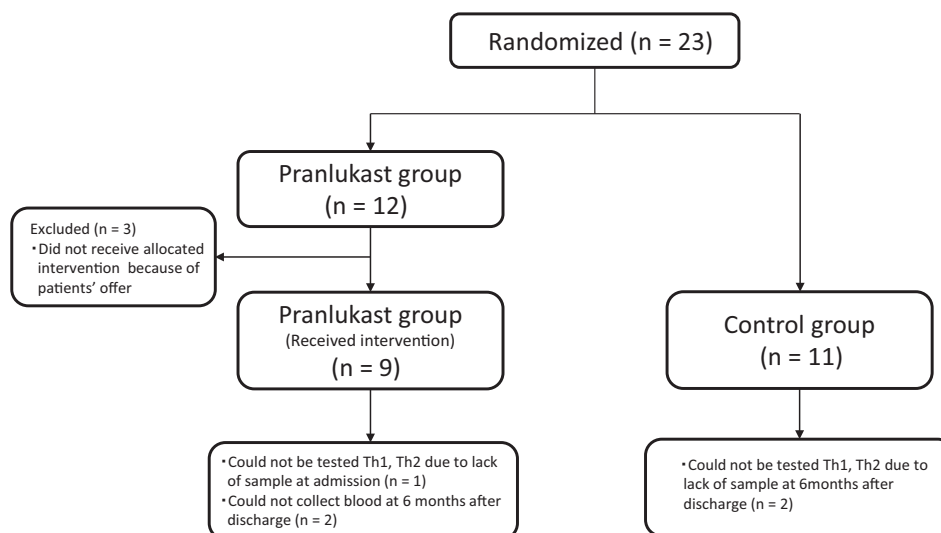 Randomized (n = 23)
Pranlukast group
(n = 12)
Excluded (n = 3)
・Did not receive allocated
intervention because of
patients' offer
Pranlukast group
(Received intervention)
(n = 9)
Control group
(n = 11)
・Could not be tested Th1, Th2 due to lack
of sample at admission (n = 1)
・Could not collect blood at 6 months after
discharge (n = 2)
・Could not be tested Th1, Th2 due to
lack of sample at 6months after
discharge (n = 2)